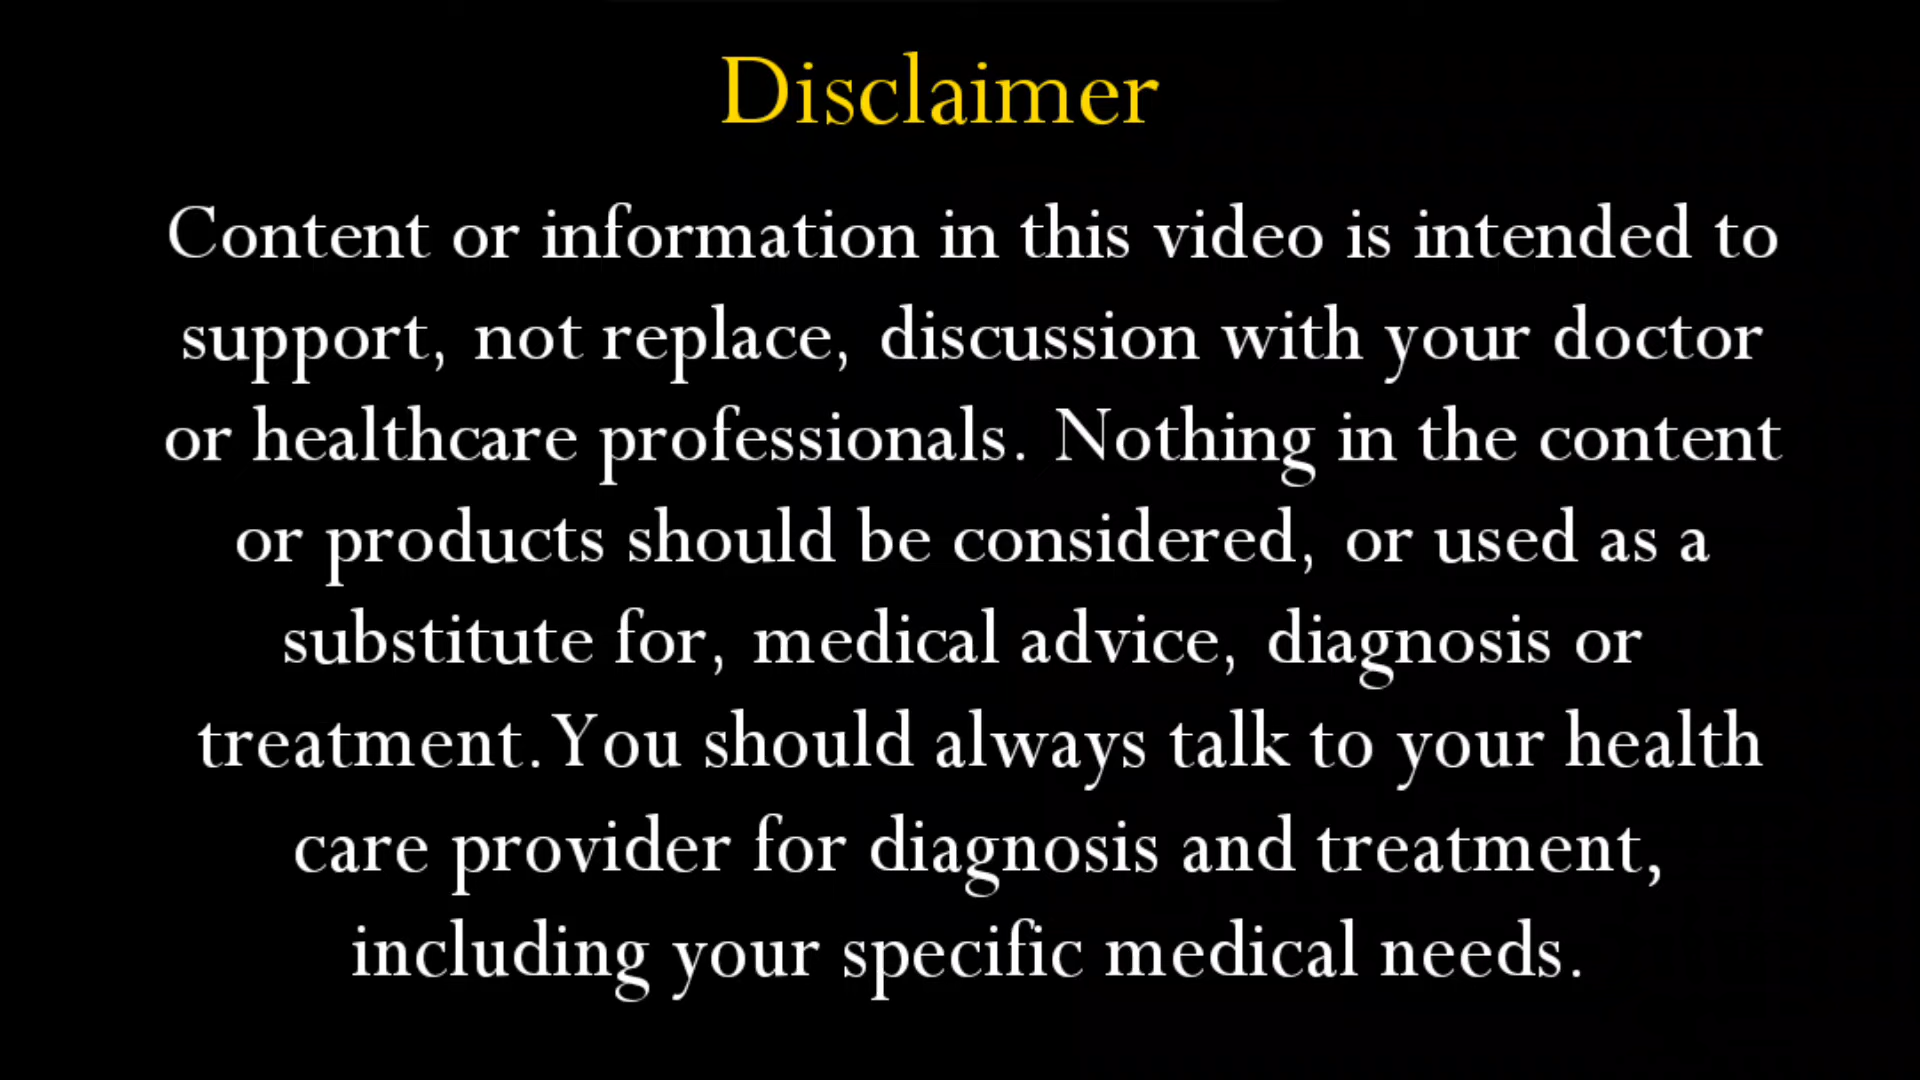 Disclaimer
Content or information in this video is intended to
support, not replace, discussion with your doctor
or healthcare professionals. Nothing in the content
or products should be considered, or used as a
substitute for, medical advice, diagnosis or
treatment. You should always talk to your health
care provider for diagnosis and treatment,
including your specific medical needs.